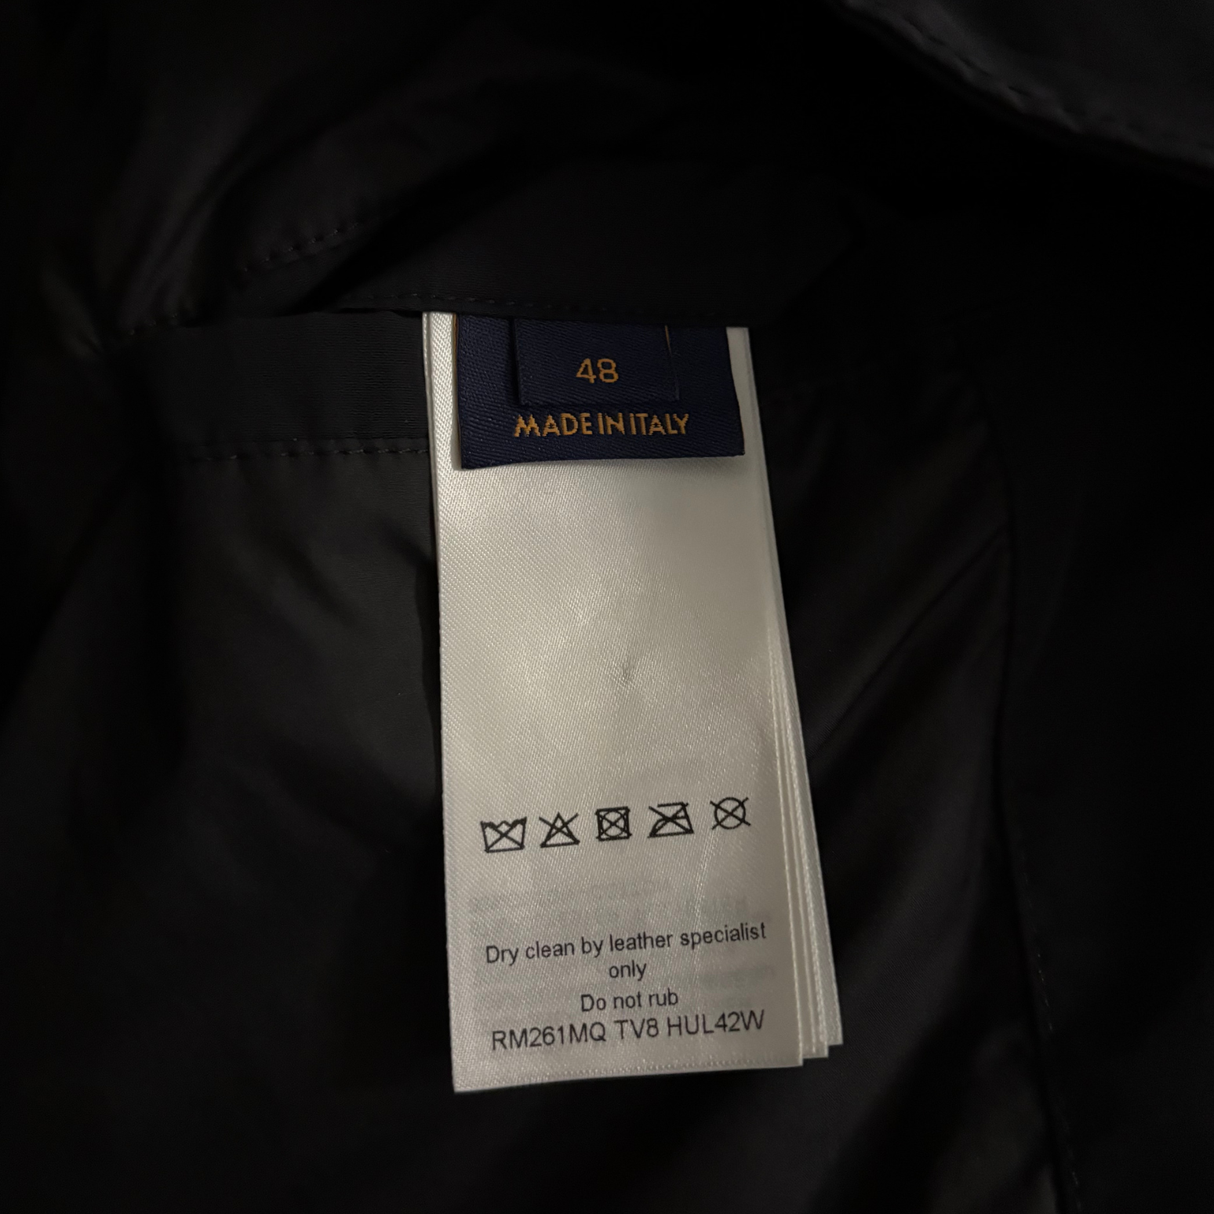 48
MADE IN ITALY
Dry clean by leather specialist
only
Do not rub
RM261MQ TV8 HUL42W